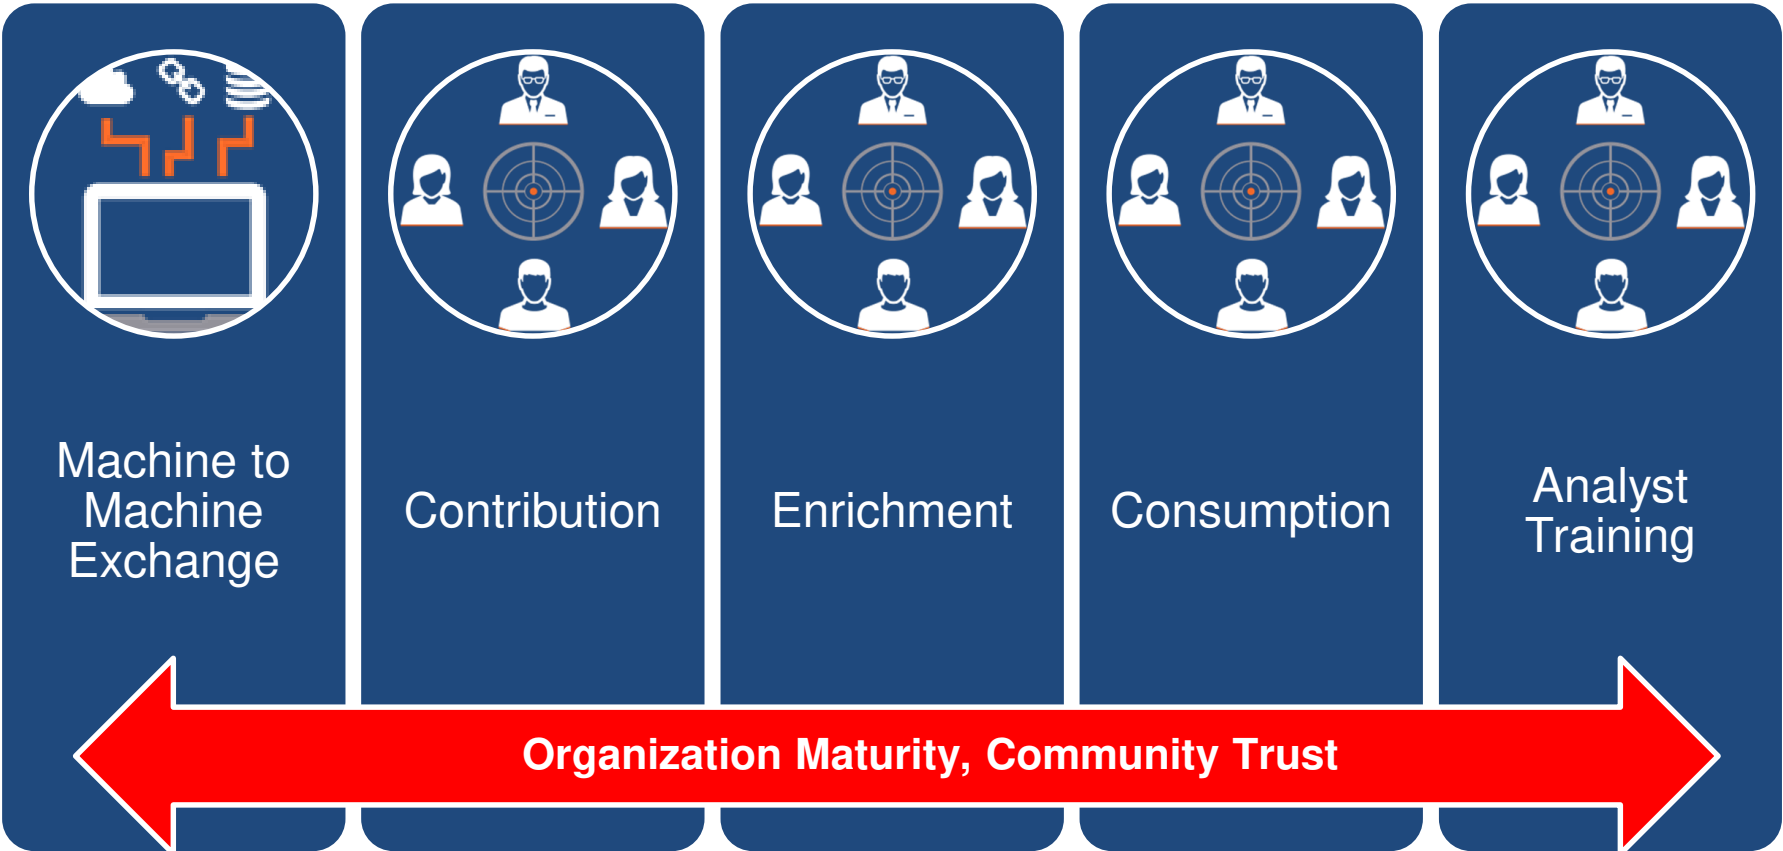 Machine to
Machine
Exchange
Contribution
Enrichment
Consumption
Analyst
Training
Organization Maturity, Community Trust